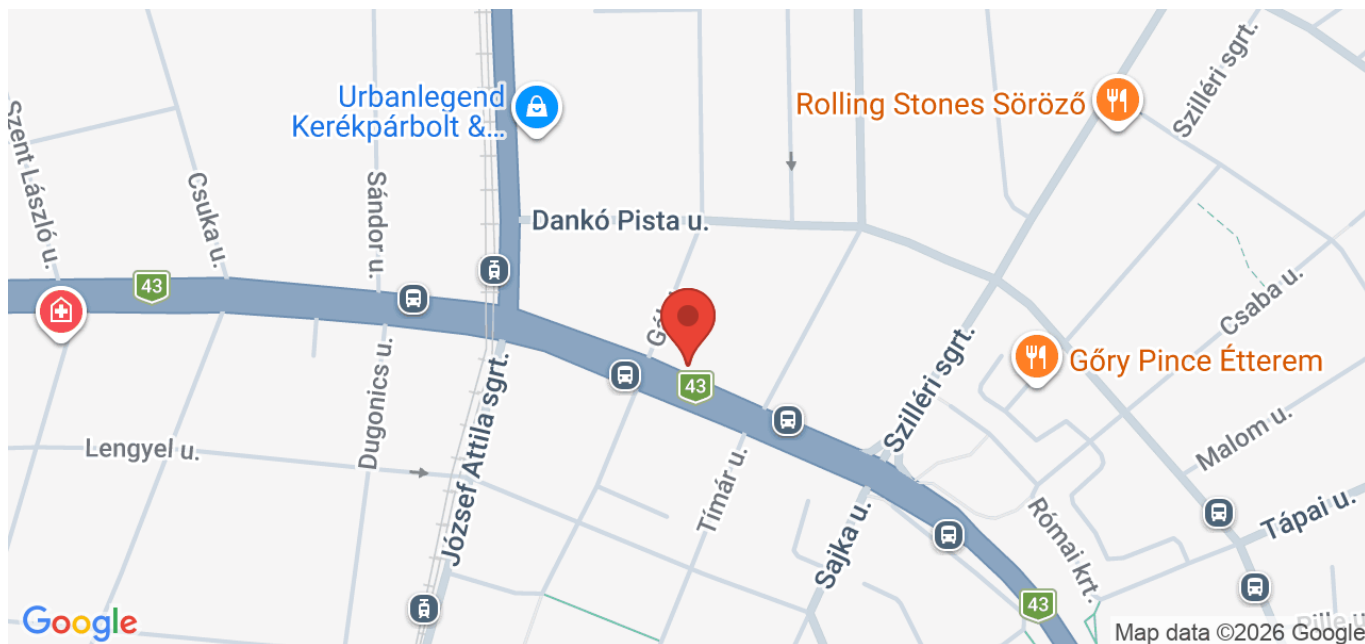 Urbanlegend
Kerékpárbolt &...
Rolling Stones Söröző
Szilléri sgrt.
Szent László u.
Csuka u.
Sándor u.
Dankó Pista u.
43
Csaba u.
Szilléri sgrt.
Gőry Pince Étterem
43
Dugonics u.
József Attila sgrt.
Lengyel u.
Malom u.
Tímár u.
Sajka u.
Római krt.
Tápai u.
43
Google
Map data ©2026 Google